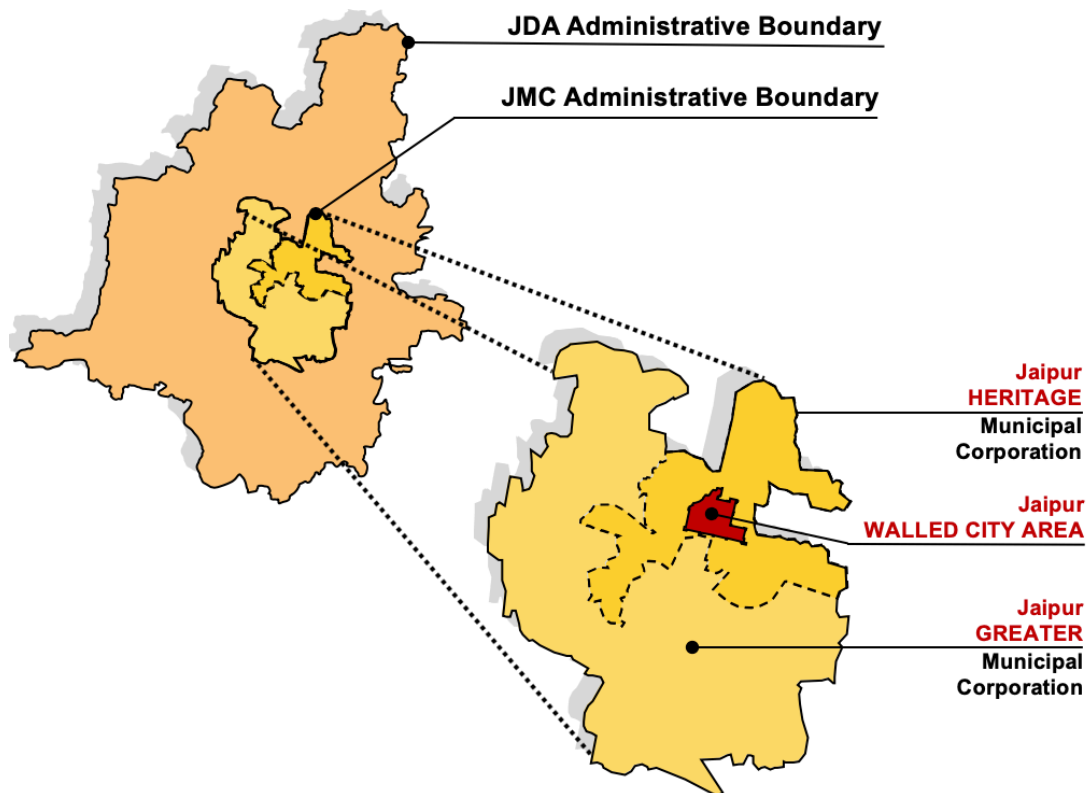 JDA Administrative Boundary
JMC Administrative Boundary
Jaipur
HERITAGE
Municipal
Corporation
Jaipur
WALLED CITY AREA
Jaipur
GREATER
Municipal
Corporation